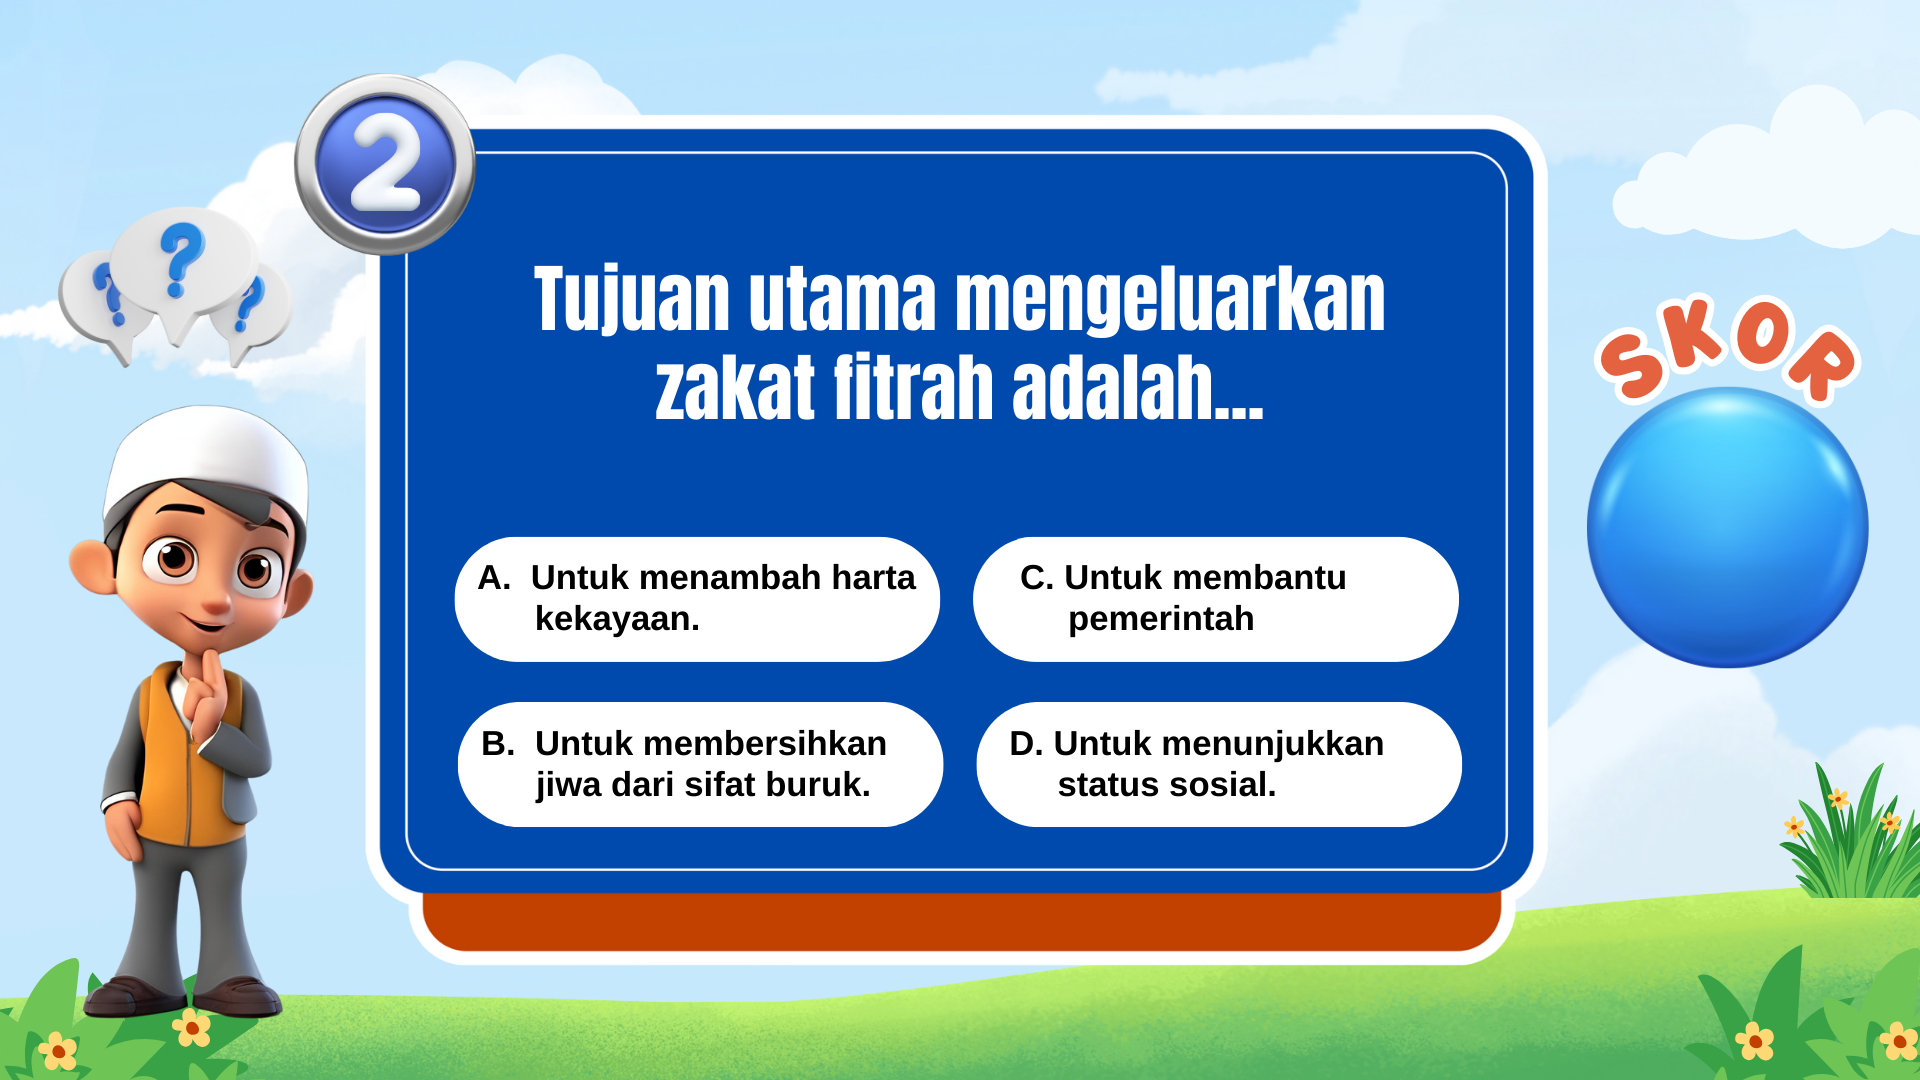 2
? ? ?
Tujuan utama mengeluarkan
zakat fitrah adalah...
SKOR
A. Untuk menambah harta
kekayaan.
B. Untuk membersihkan
jiwa dari sifat buruk.
C. Untuk membantu
pemerintah
D. Untuk menunjukkan
status sosial.